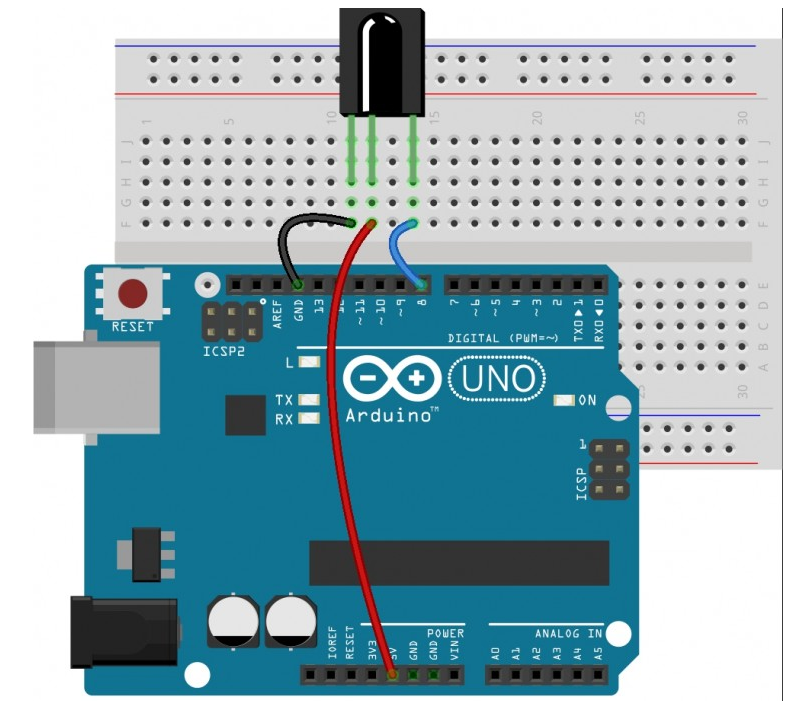 1 5 10 15 20 25 30
J J
I I
H H
G G
F F
RESET
ICSP2
AREF
GND
13
12
~11
~10
~9
8
7
~6
~5
4
~3
2
TX0▶1
RX0◀0
E
D
C
B
A
25 30
DIGITAL (PWM=~)
L
TX
RX
UNO
Arduino™
ON
1
ICSP
POWER
ANALOG IN
IOREF
RESET
3V3
5V
GND
GND
VIN
A0
A1
A2
A3
A4
A5